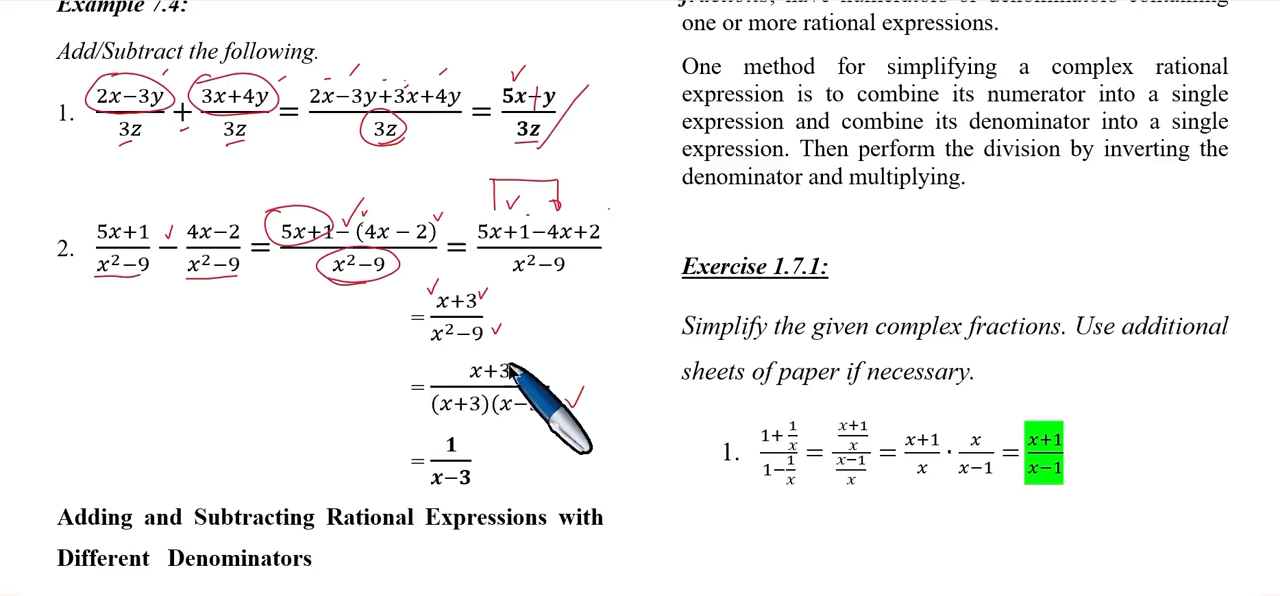 Example 7.4:
Add/Subtract the following.
1. (2x−3y)/(3z) + (3x+4y)/(3z) = (2x−3y+3x+4y)/(3z) = (5x+y)/(3z)
2. (5x+1)/(x²−9) − (4x−2)/(x²−9) = (5x+1−(4x − 2))/(x²−9) = (5x+1−4x+2)/(x²−9)
= (x+3)/(x²−9)
= (x+3)/((x+3)(x−
= 1/(x−3)
Adding and Subtracting Rational Expressions with
Different Denominators
one or more rational expressions.
One method for simplifying a complex rational
expression is to combine its numerator into a single
expression and combine its denominator into a single
expression. Then perform the division by inverting the
denominator and multiplying.
Exercise 1.7.1:
Simplify the given complex fractions. Use additional
sheets of paper if necessary.
1. (1+1/x)/(1−1/x) = ((x+1)/x)/((x−1)/x) = (x+1)/x · x/(x−1) = (x+1)/(x−1)